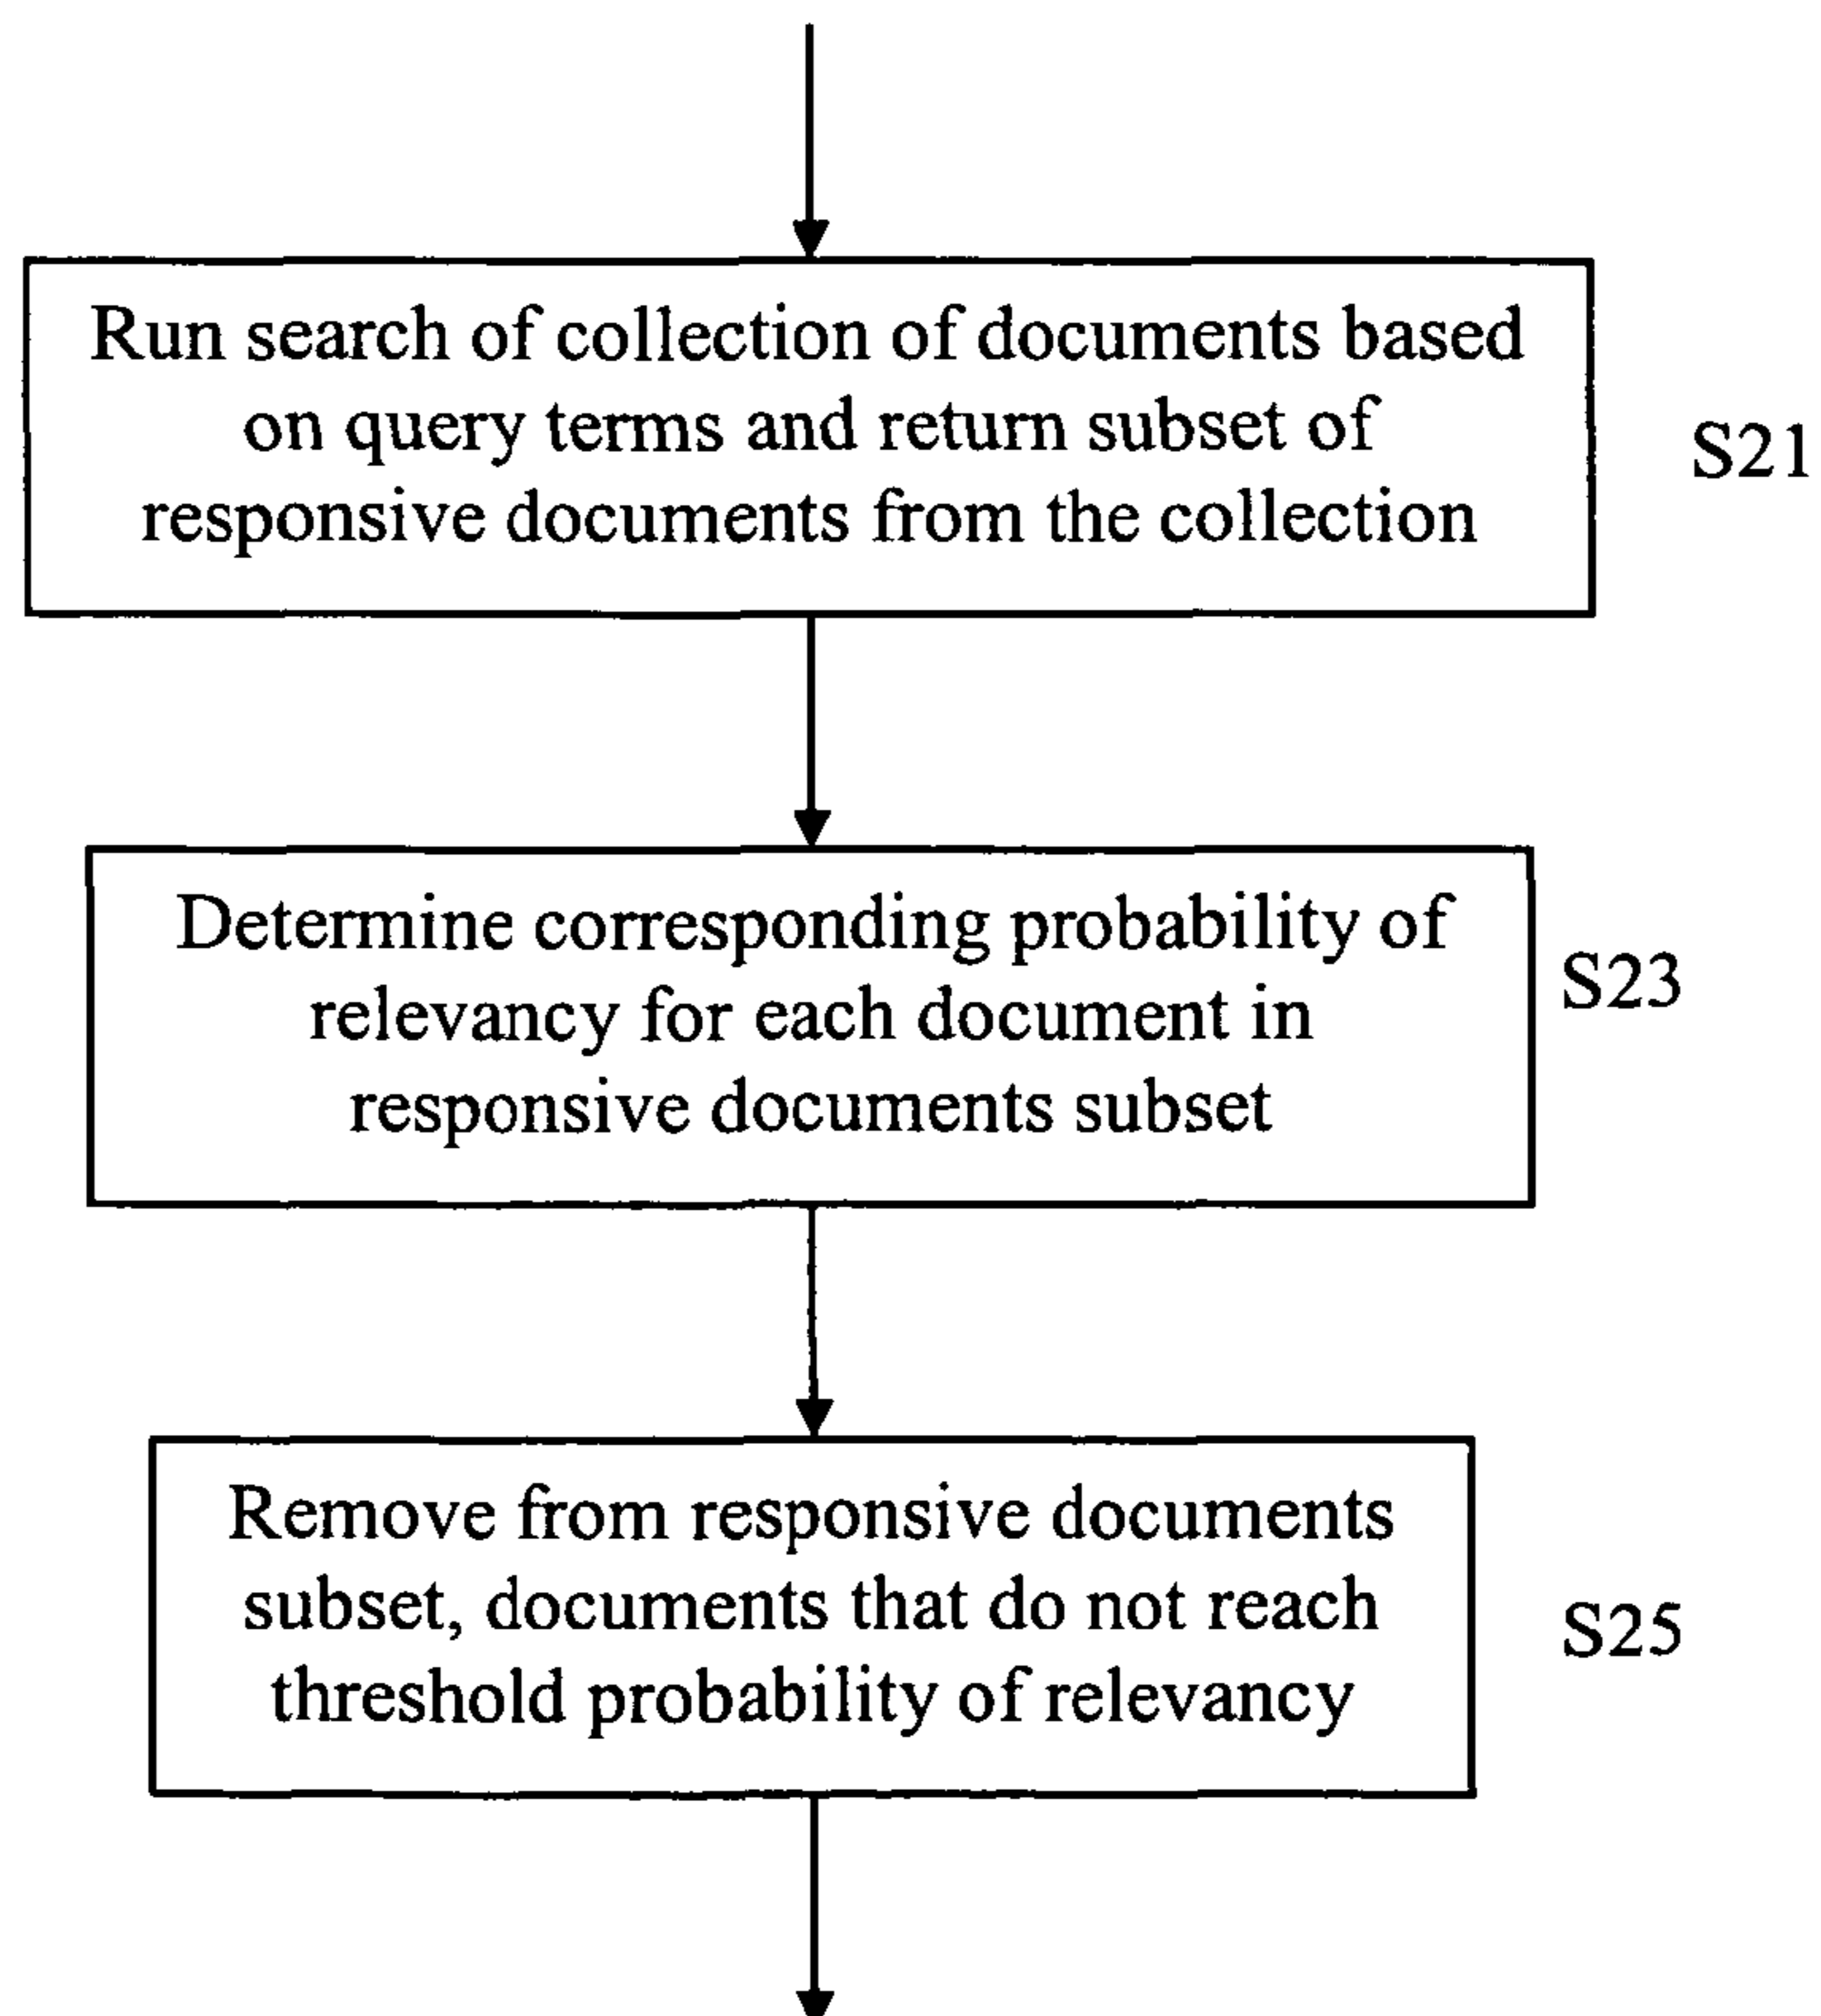 Run search of collection of documents based
on query terms and return subset of
responsive documents from the collection
S21
Determine corresponding probability of
relevancy for each document in
responsive documents subset
S23
Remove from responsive documents
subset, documents that do not reach
threshold probability of relevancy
S25